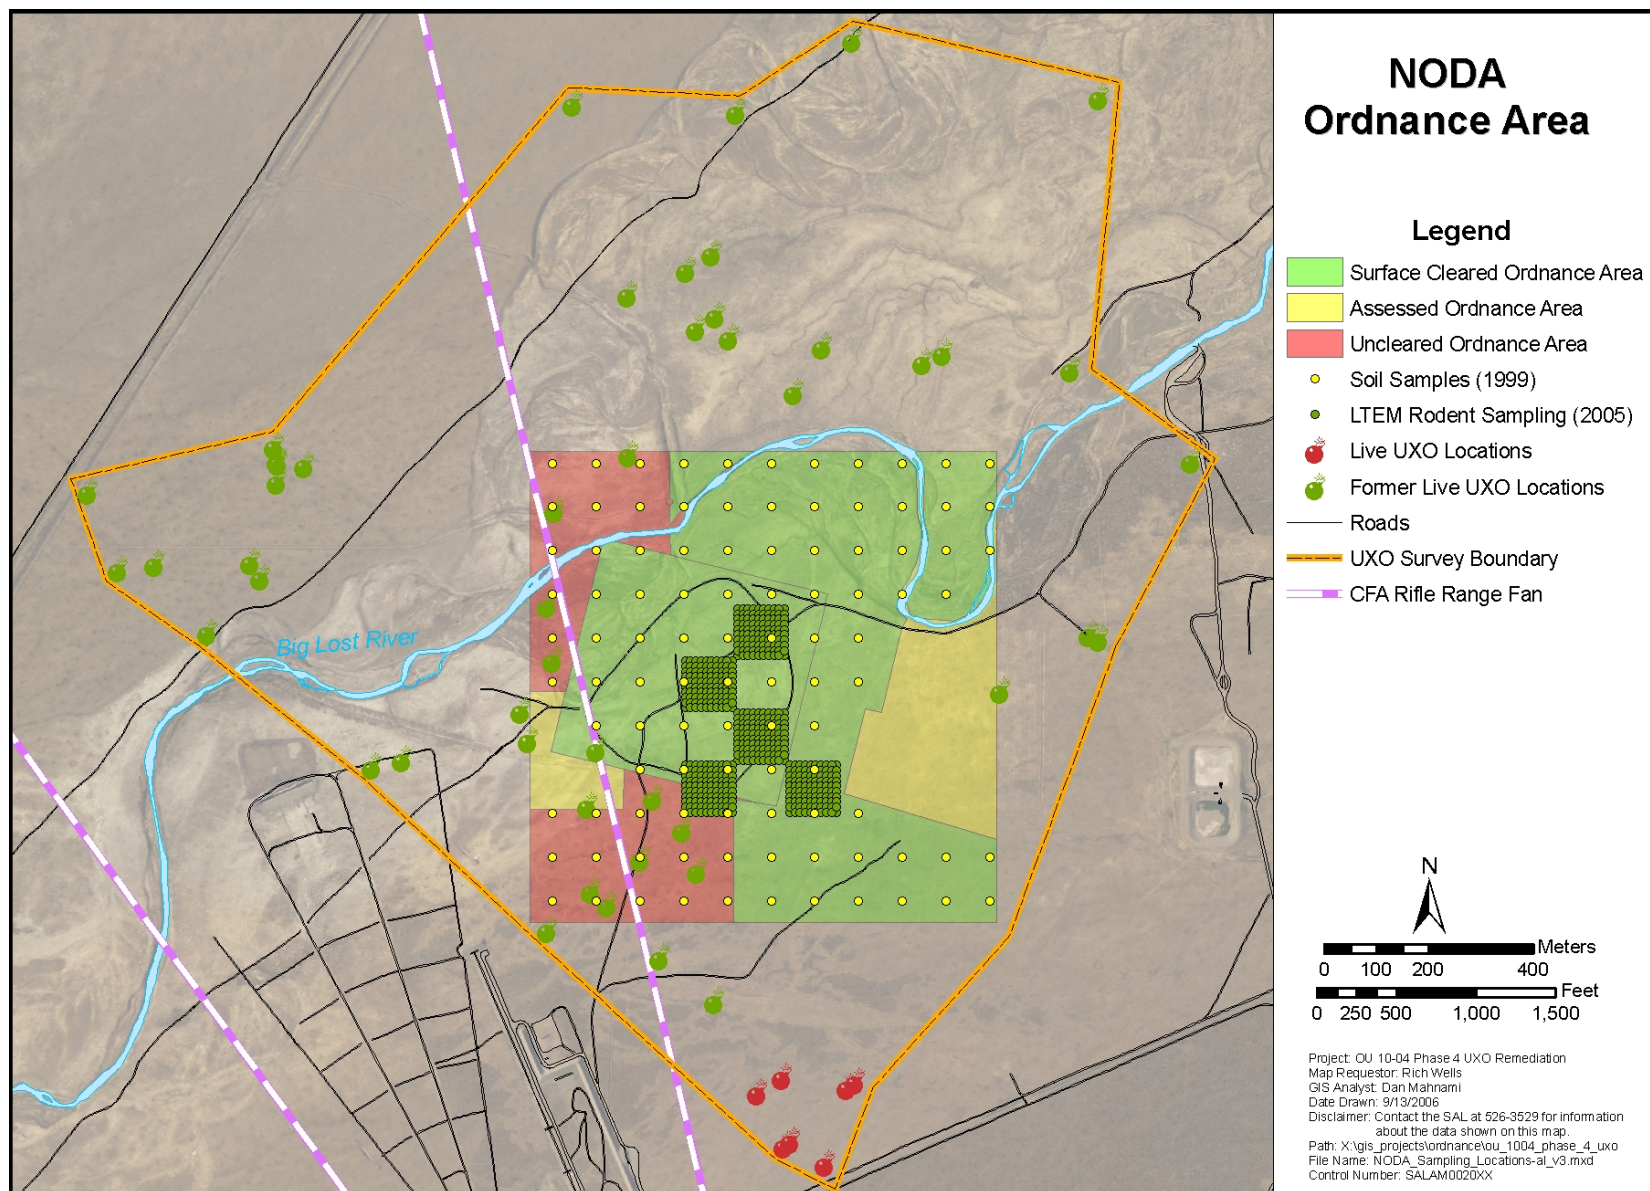 NODA
Ordnance Area
Legend
Surface Cleared Ordnance Area
Assessed Ordnance Area
Uncleared Ordnance Area
Soil Samples (1999)
LTEM Rodent Sampling (2005)
Live UXO Locations
Former Live UXO Locations
Roads
UXO Survey Boundary
CFA Rifle Range Fan
Big Lost River
N
Meters
0 100 200 400
Feet
0 250 500 1,000 1,500
Project: OU 10-04 Phase 4 UXO Remediation
Map Requestor: Rich Wells
GIS Analyst: Dan Mahnami
Date Drawn: 9/13/2006
Disclaimer: Contact the SAL at 526-3529 for information
about the data shown on this map.
Path: X:\gis_projects\ordnance\ou_1004_phase_4_uxo
File Name: NODA_Sampling_Locations-al_v3.mxd
Control Number: SALAM0020XX